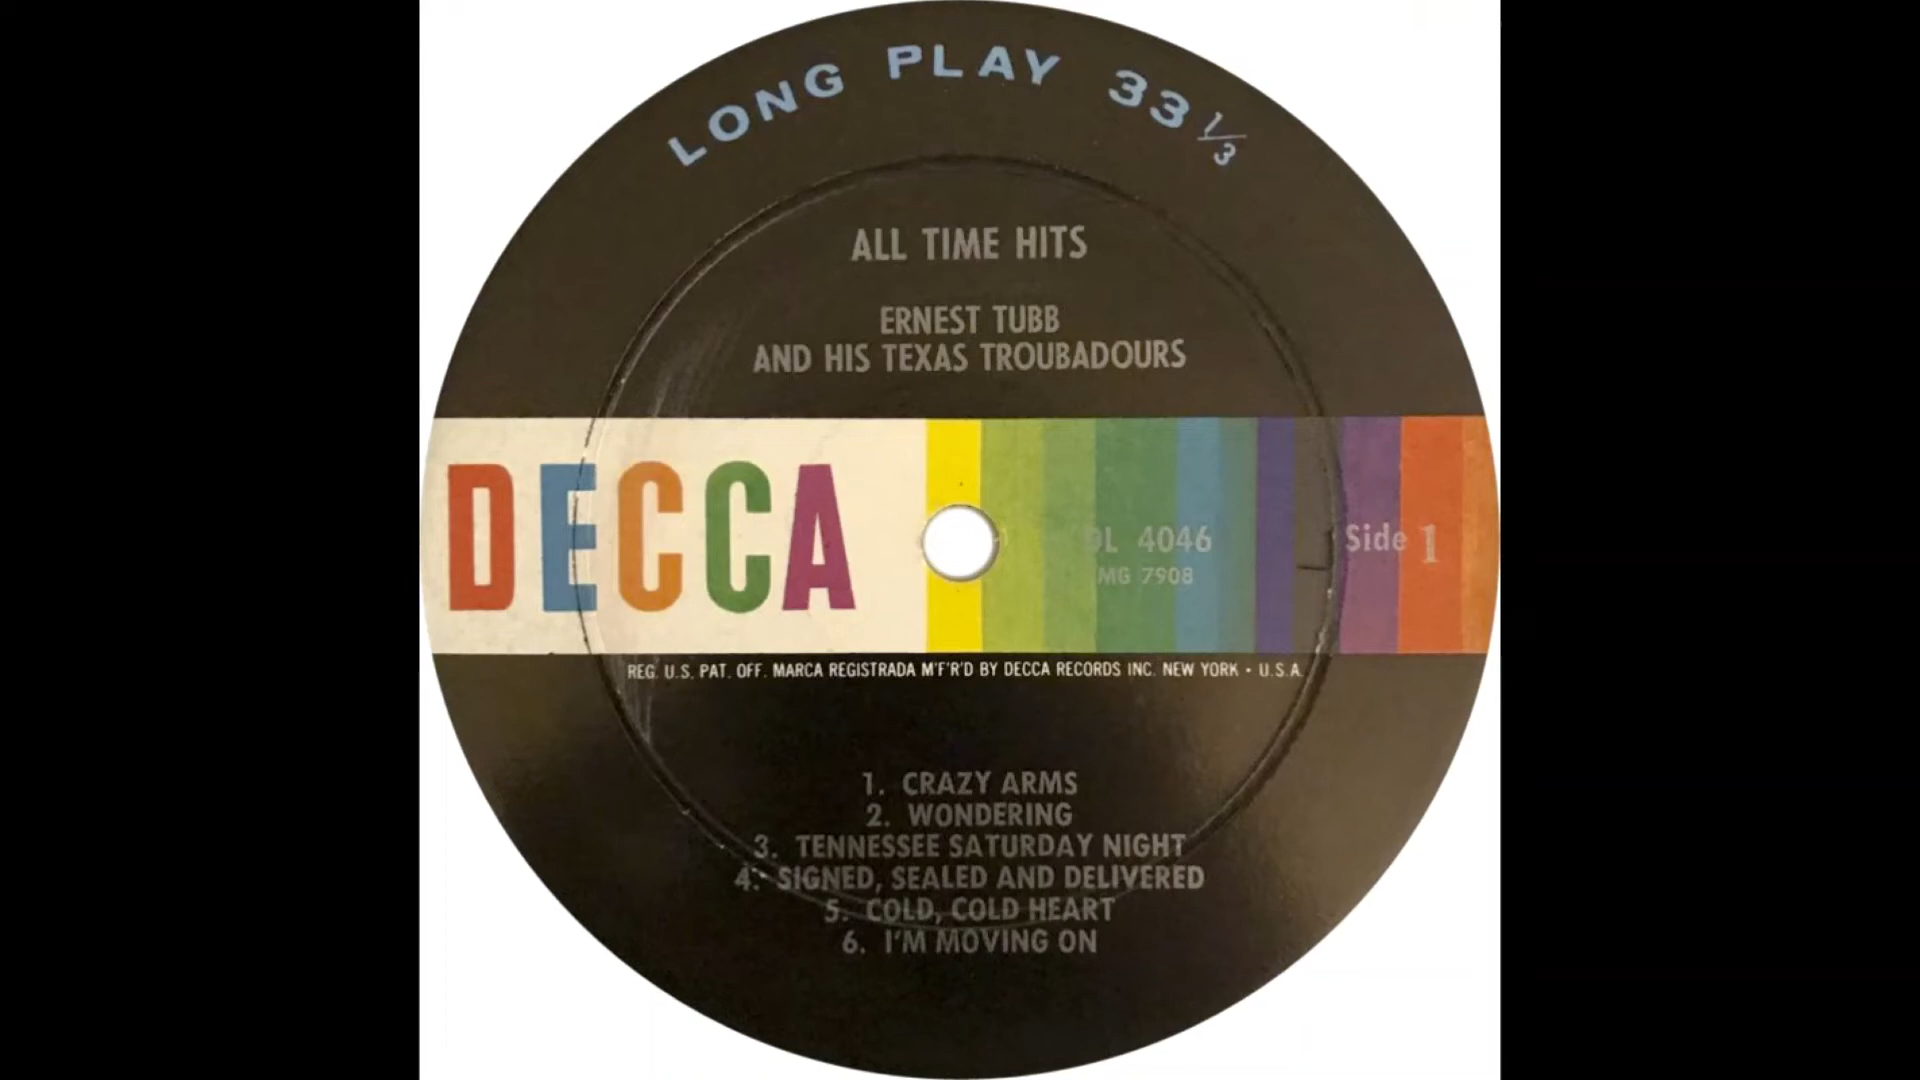 LONG PLAY 33 1/3
ALL TIME HITS
ERNEST TUBB
AND HIS TEXAS TROUBADOURS
DECCA
DL 4046
MG 7908
Side 1
REG. U.S. PAT. OFF. MARCA REGISTRADA M'F'R'D BY DECCA RECORDS INC. NEW YORK • U.S.A.
1. CRAZY ARMS
2. WONDERING
3. TENNESSEE SATURDAY NIGHT
4. SIGNED, SEALED AND DELIVERED
5. COLD, COLD HEART
6. I'M MOVING ON